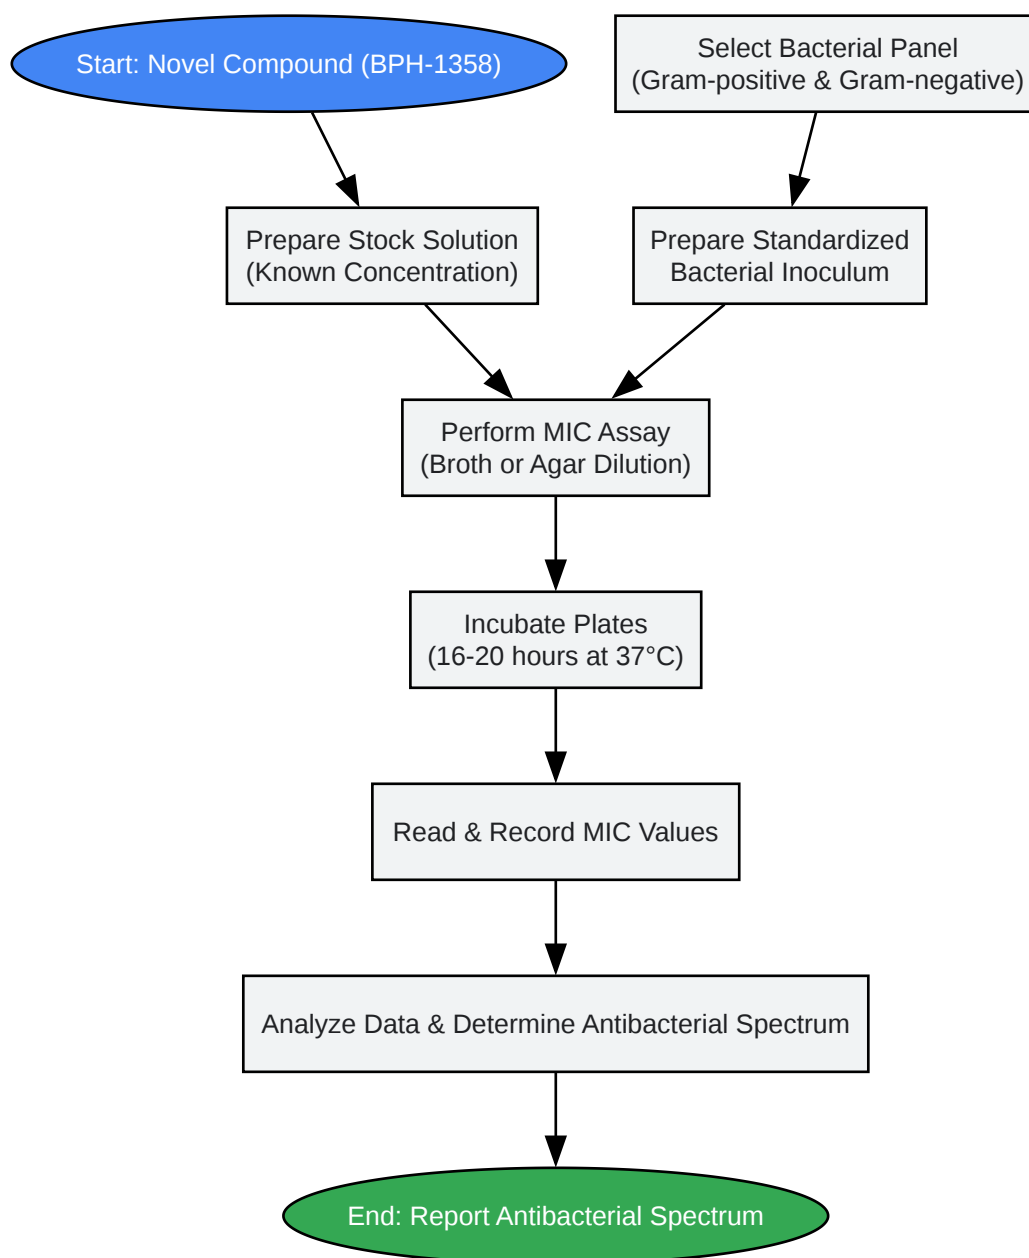 Start: Novel Compound (BPH-1358)
Select Bacterial Panel
(Gram-positive & Gram-negative)
Prepare Stock Solution
(Known Concentration)
Prepare Standardized
Bacterial Inoculum
Perform MIC Assay
(Broth or Agar Dilution)
Incubate Plates
(16-20 hours at 37°C)
Read & Record MIC Values
Analyze Data & Determine Antibacterial Spectrum
End: Report Antibacterial Spectrum